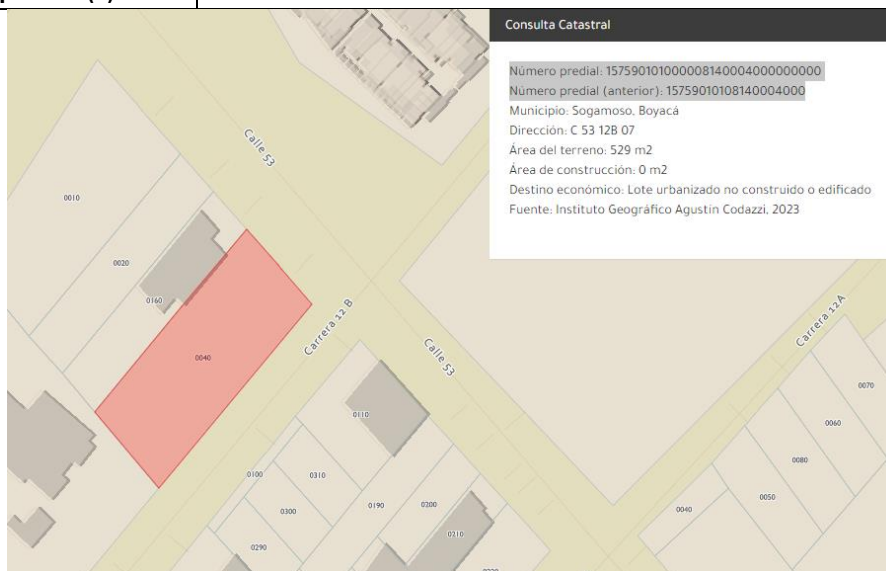 Consulta Catastral
Número predial: 157590101000008140004000000000
Número predial (anterior): 15759010108140004000
Municipio: Sogamoso, Boyacá
Dirección: C 53 12B 07
Área del terreno: 529 m2
Área de construcción: 0 m2
Destino económico: Lote urbanizado no construido o edificado
Fuente: Instituto Geográfico Agustín Codazzi, 2023
Calle 53
0010
0020
0160
Carrera 12 B
Carrera 12A
0040
Calle 53
0070
0110
0060
0080
0100
0310
0190
0200
0050
0300
0040
0210
0290